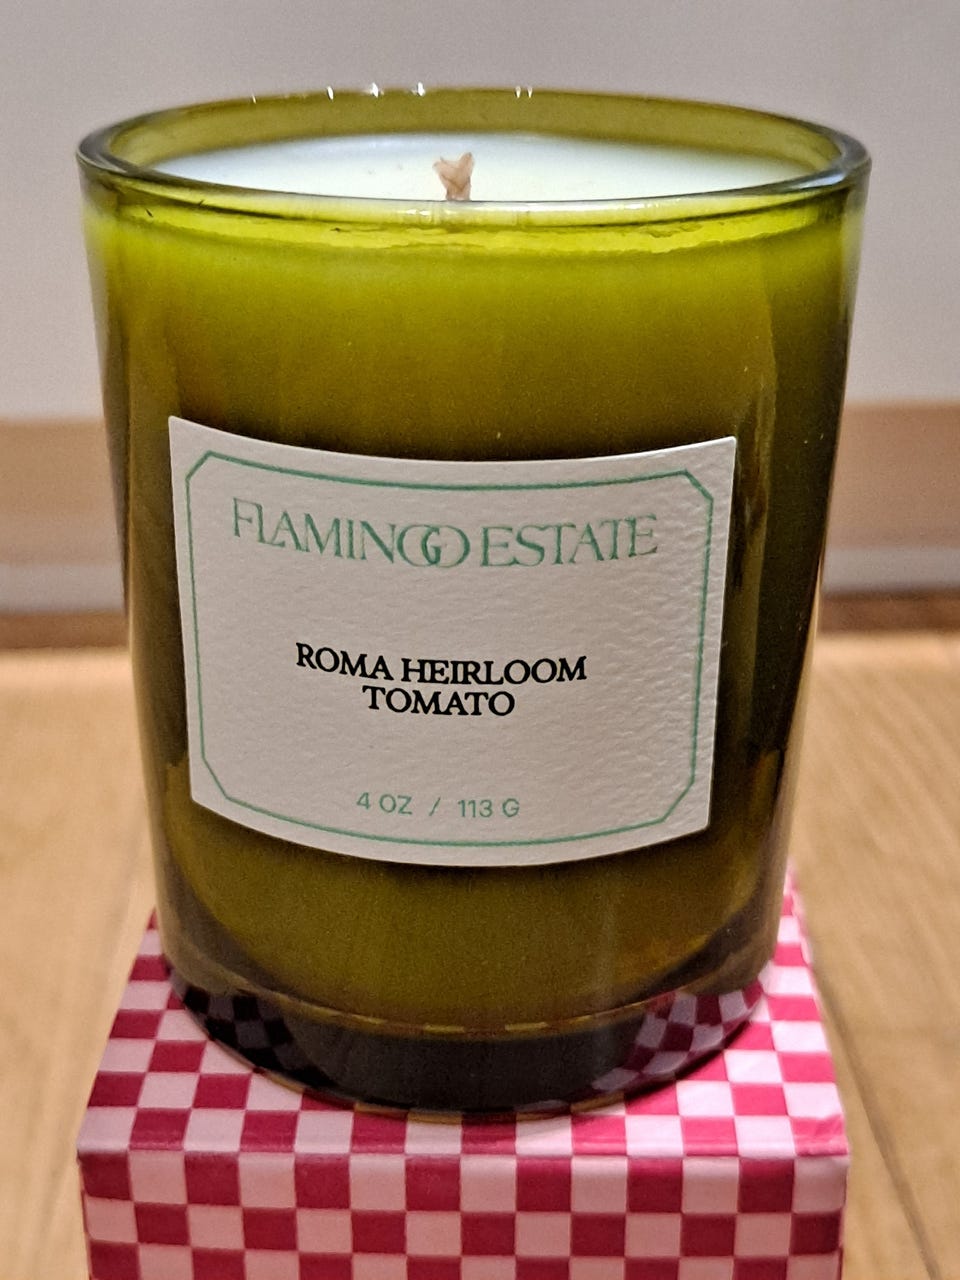 FLAMINGO ESTATE
ROMA HEIRLOOM
TOMATO
4 OZ / 113 G